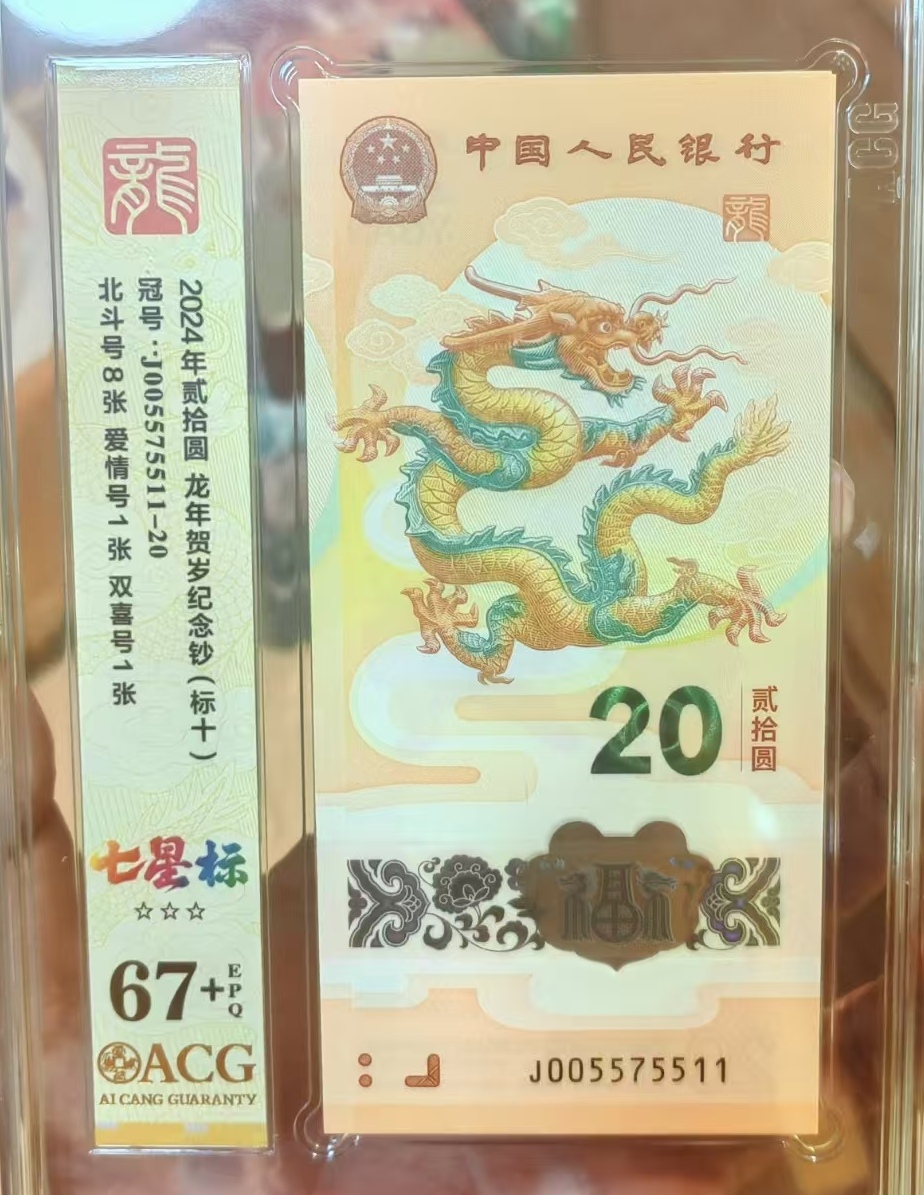 龍
2024年贰拾圆 龙年贺岁纪念钞(标十)
冠号:J005575511-20
北斗号8张 爱情号1张 双喜号1张
七星标
☆☆☆
67+EPQ
ACG
AI CANG GUARANTY
中国人民银行
龍
20
贰拾圆
福
J005575511
ACG